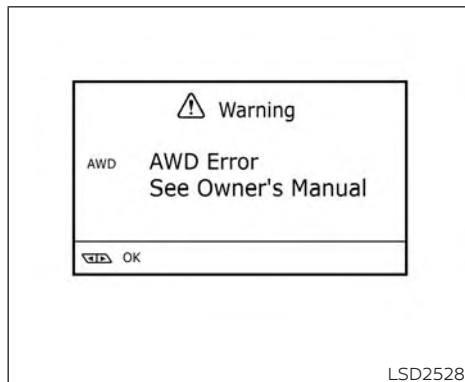 Warning
AWD AWD Error
See Owner's Manual
OK
LSD2528